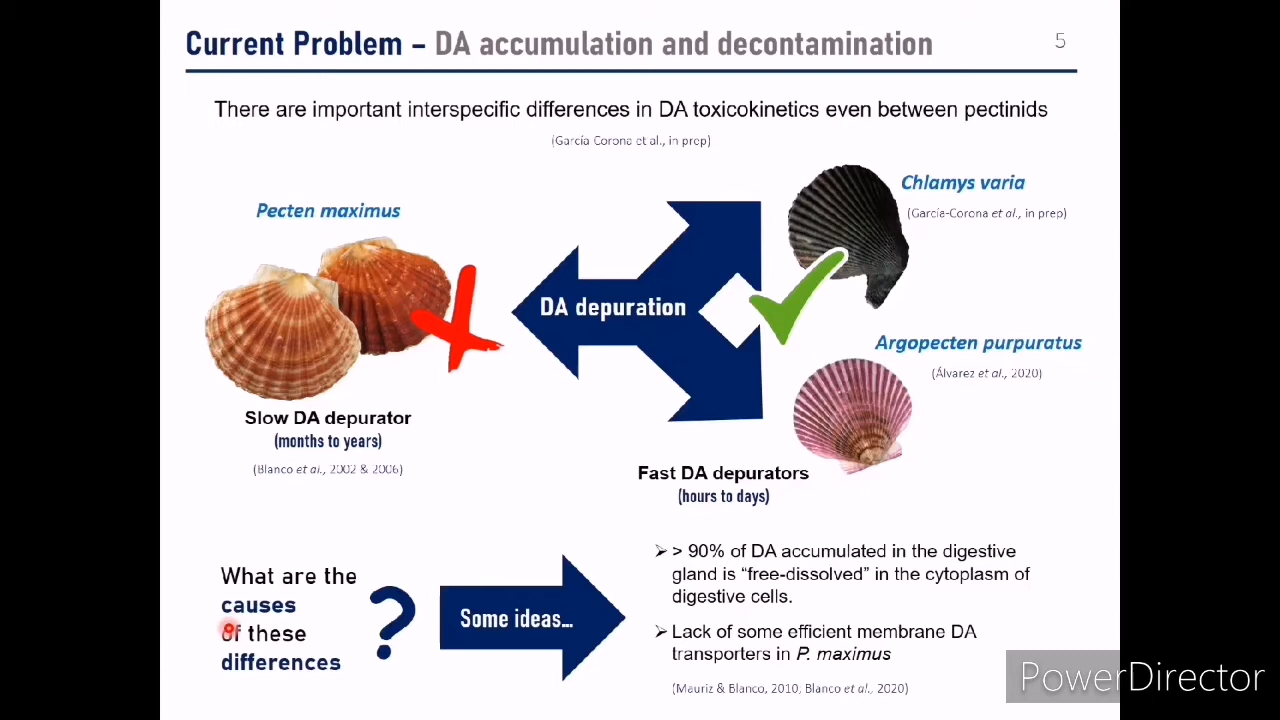 Current Problem – DA accumulation and decontamination
5
There are important interspecific differences in DA toxicokinetics even between pectinids
(García Corona et al., in prep)
Pecten maximus
Chlamys varia
(García-Corona et al., in prep)
DA depuration
Argopecten purpuratus
(Álvarez et al., 2020)
Slow DA depurator
(months to years)
(Blanco et al., 2002 & 2006)
Fast DA depurators
(hours to days)
What are the
causes
of these
differences
?
Some ideas...
➢ > 90% of DA accumulated in the digestive
gland is “free-dissolved” in the cytoplasm of
digestive cells.
➢ Lack of some efficient membrane DA
transporters in P. maximus
(Mauriz & Blanco, 2010, Blanco et al., 2020)
PowerDirector